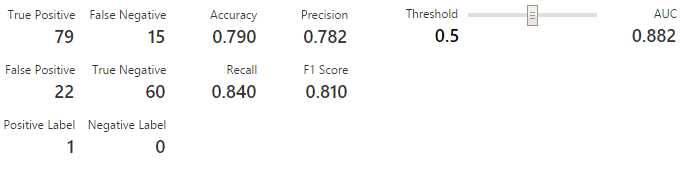 True Positive False Negative Accuracy Precision Threshold AUC
79 15 0.790 0.782 0.5 0.882
False Positive True Negative Recall F1 Score
22 60 0.840 0.810
Positive Label Negative Label
1 0